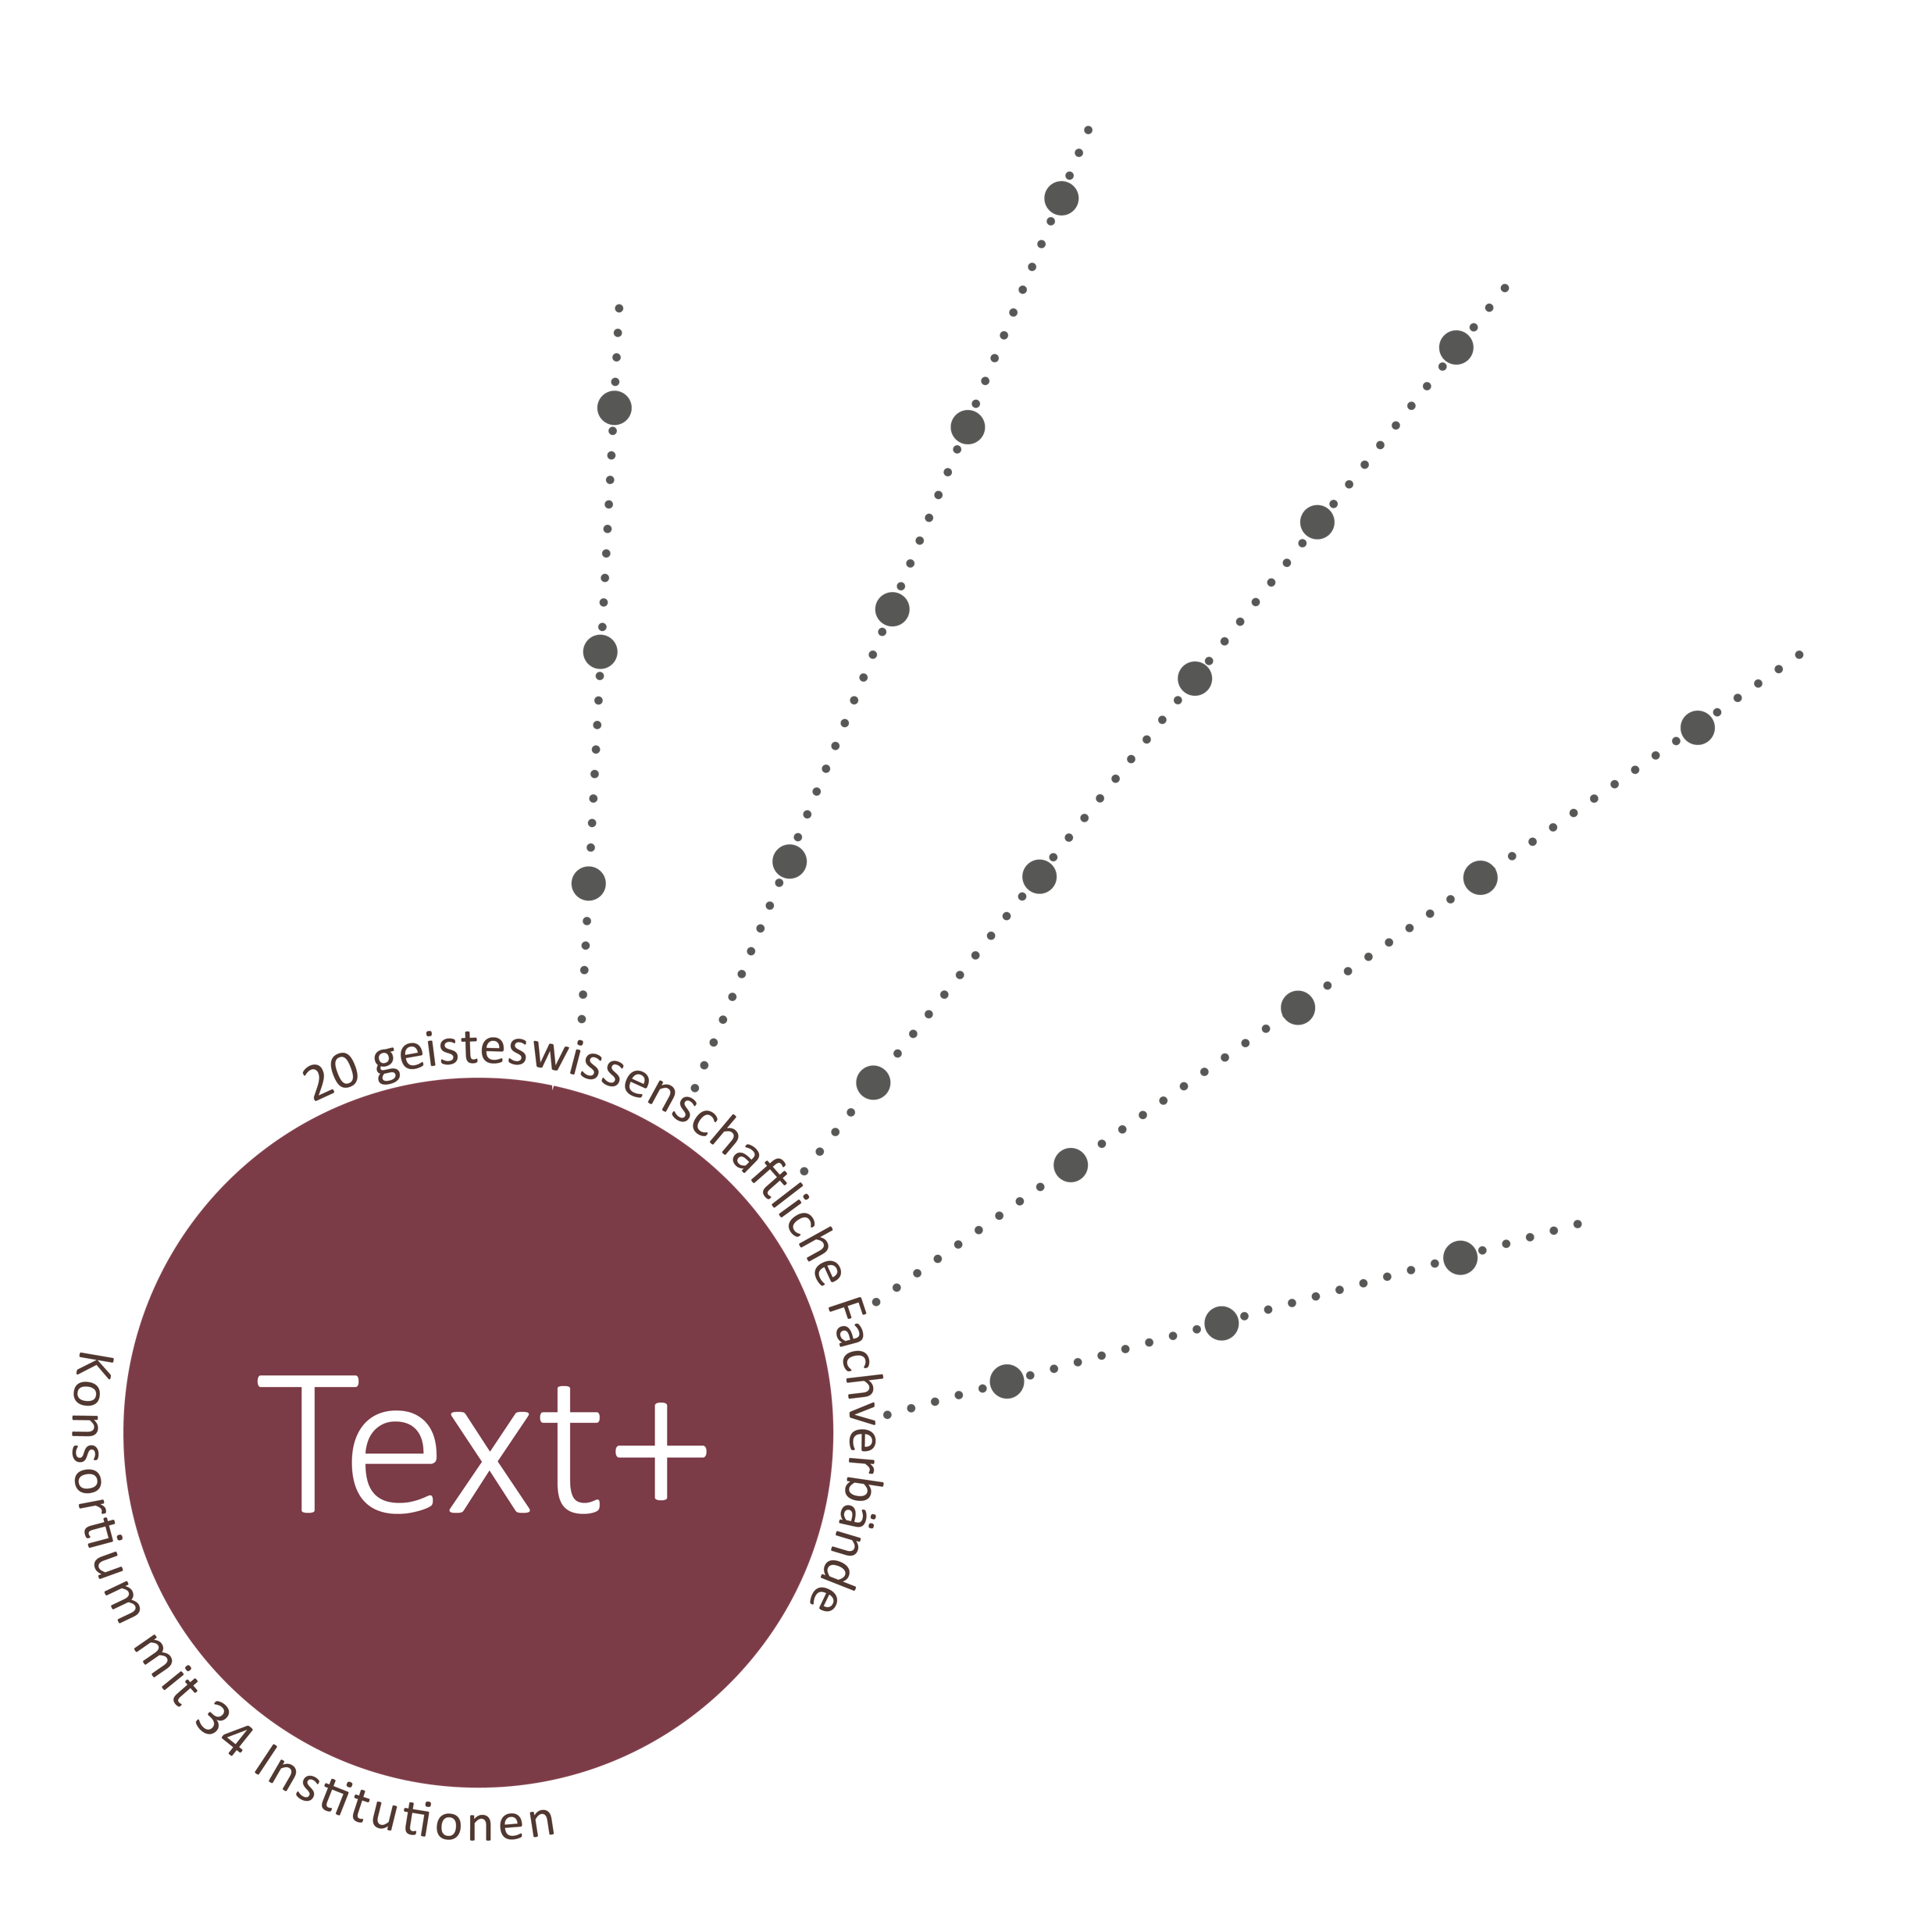 20 geisteswissenschaftliche Fachverbände
Text+
Konsortium mit 34 Institutionen